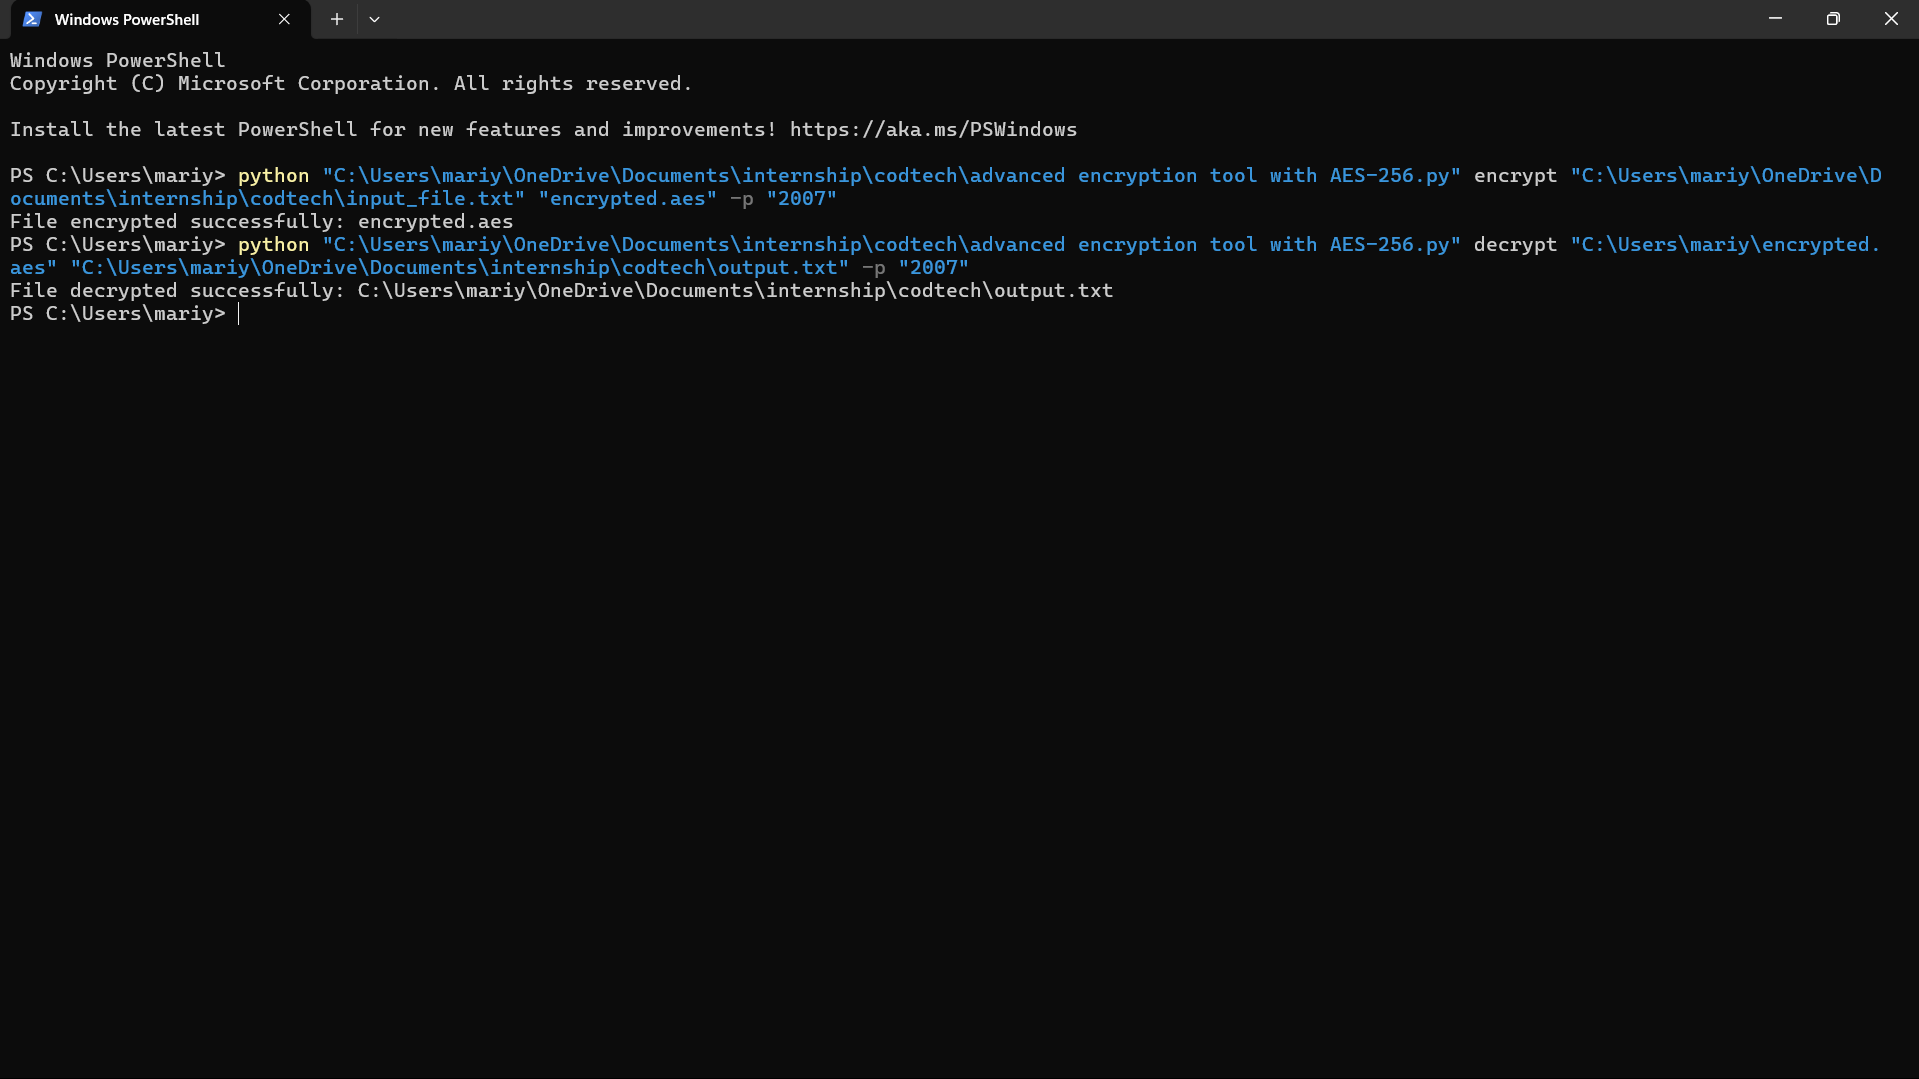 Windows PowerShell
Windows PowerShell
Copyright (C) Microsoft Corporation. All rights reserved.
Install the latest PowerShell for new features and improvements! https://aka.ms/PSWindows
PS C:\Users\mariy> python "C:\Users\mariy\OneDrive\Documents\internship\codtech\advanced encryption tool with AES-256.py" encrypt "C:\Users\mariy\OneDrive\D
ocuments\internship\codtech\input_file.txt" "encrypted.aes" -p "2007"
File encrypted successfully: encrypted.aes
PS C:\Users\mariy> python "C:\Users\mariy\OneDrive\Documents\internship\codtech\advanced encryption tool with AES-256.py" decrypt "C:\Users\mariy\encrypted.
aes" "C:\Users\mariy\OneDrive\Documents\internship\codtech\output.txt" -p "2007"
File decrypted successfully: C:\Users\mariy\OneDrive\Documents\internship\codtech\output.txt
PS C:\Users\mariy>